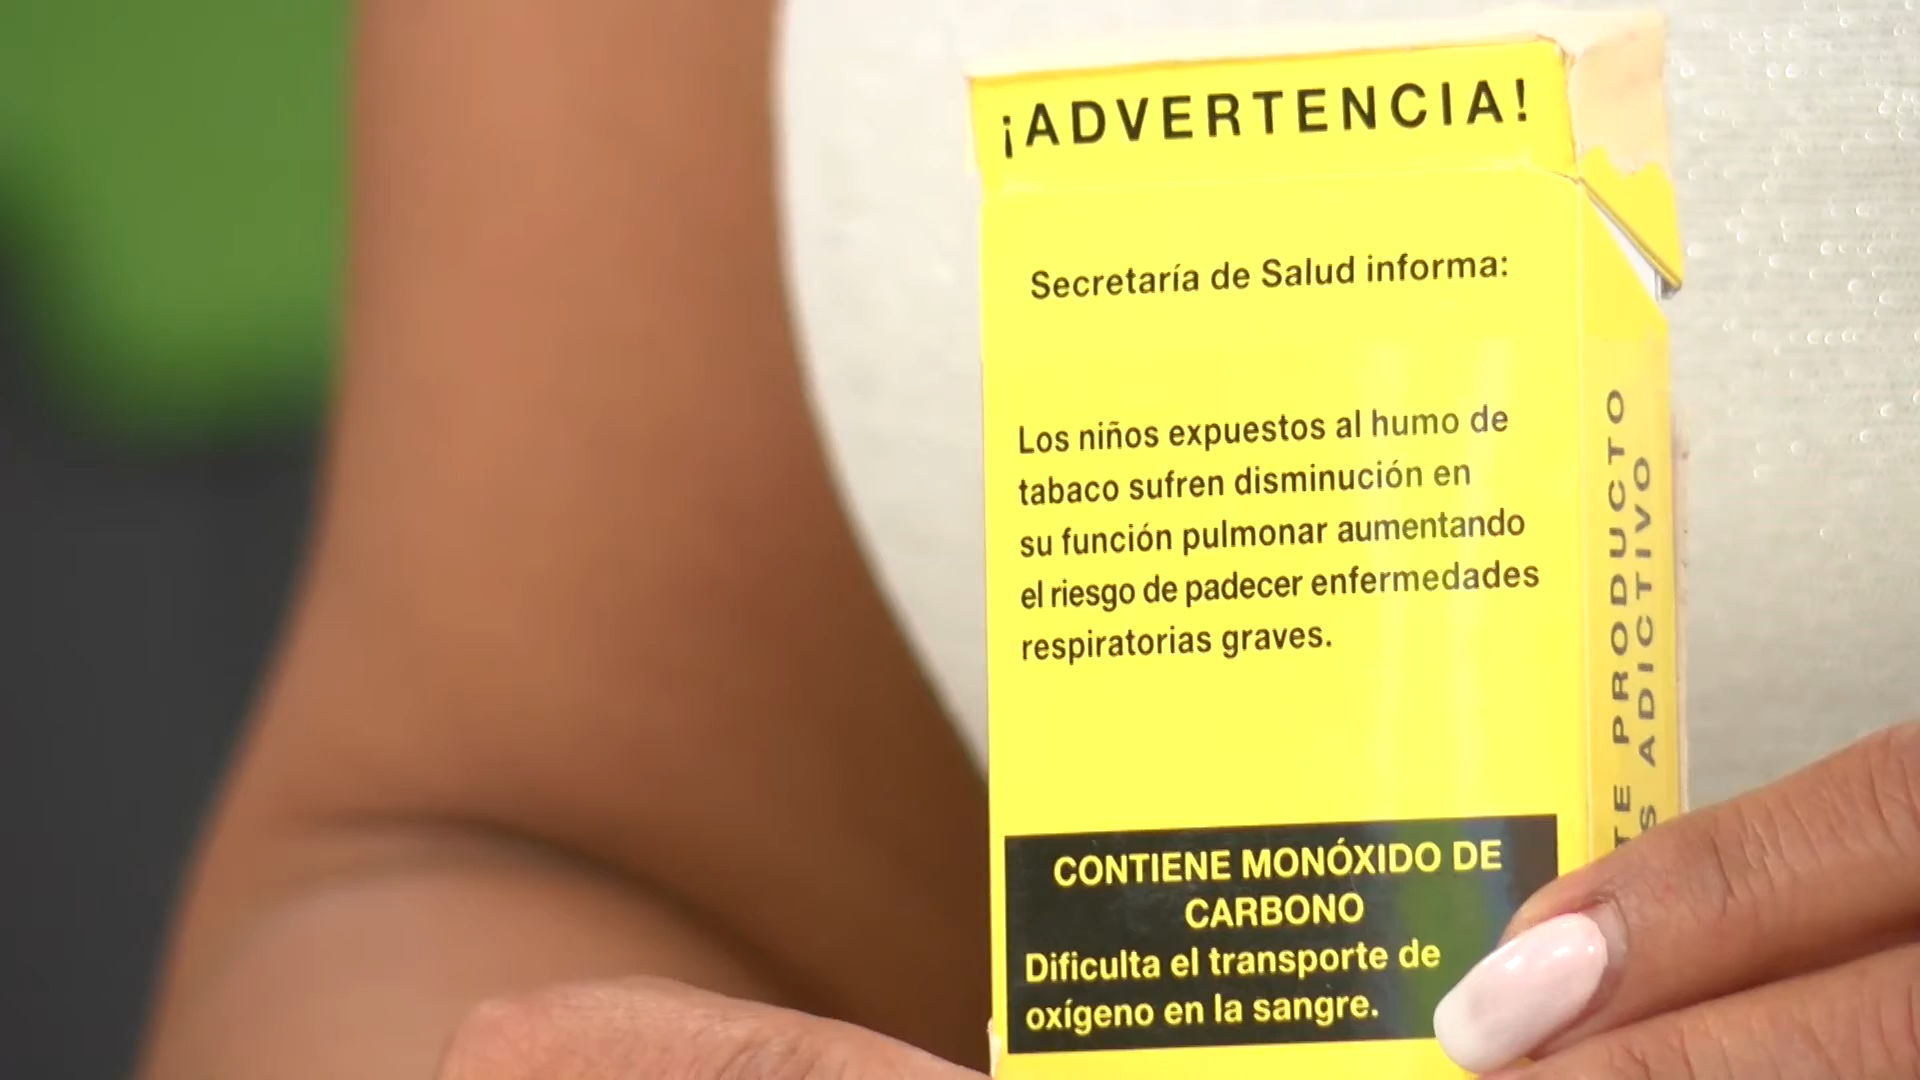 ¡ADVERTENCIA!
Secretaría de Salud informa:
Los niños expuestos al humo de
tabaco sufren disminución en
su función pulmonar aumentando
el riesgo de padecer enfermedades
respiratorias graves.
CONTIENE MONÓXIDO DE
CARBONO
Dificulta el transporte de
oxígeno en la sangre.
PRODUCTO
ADICTIVO